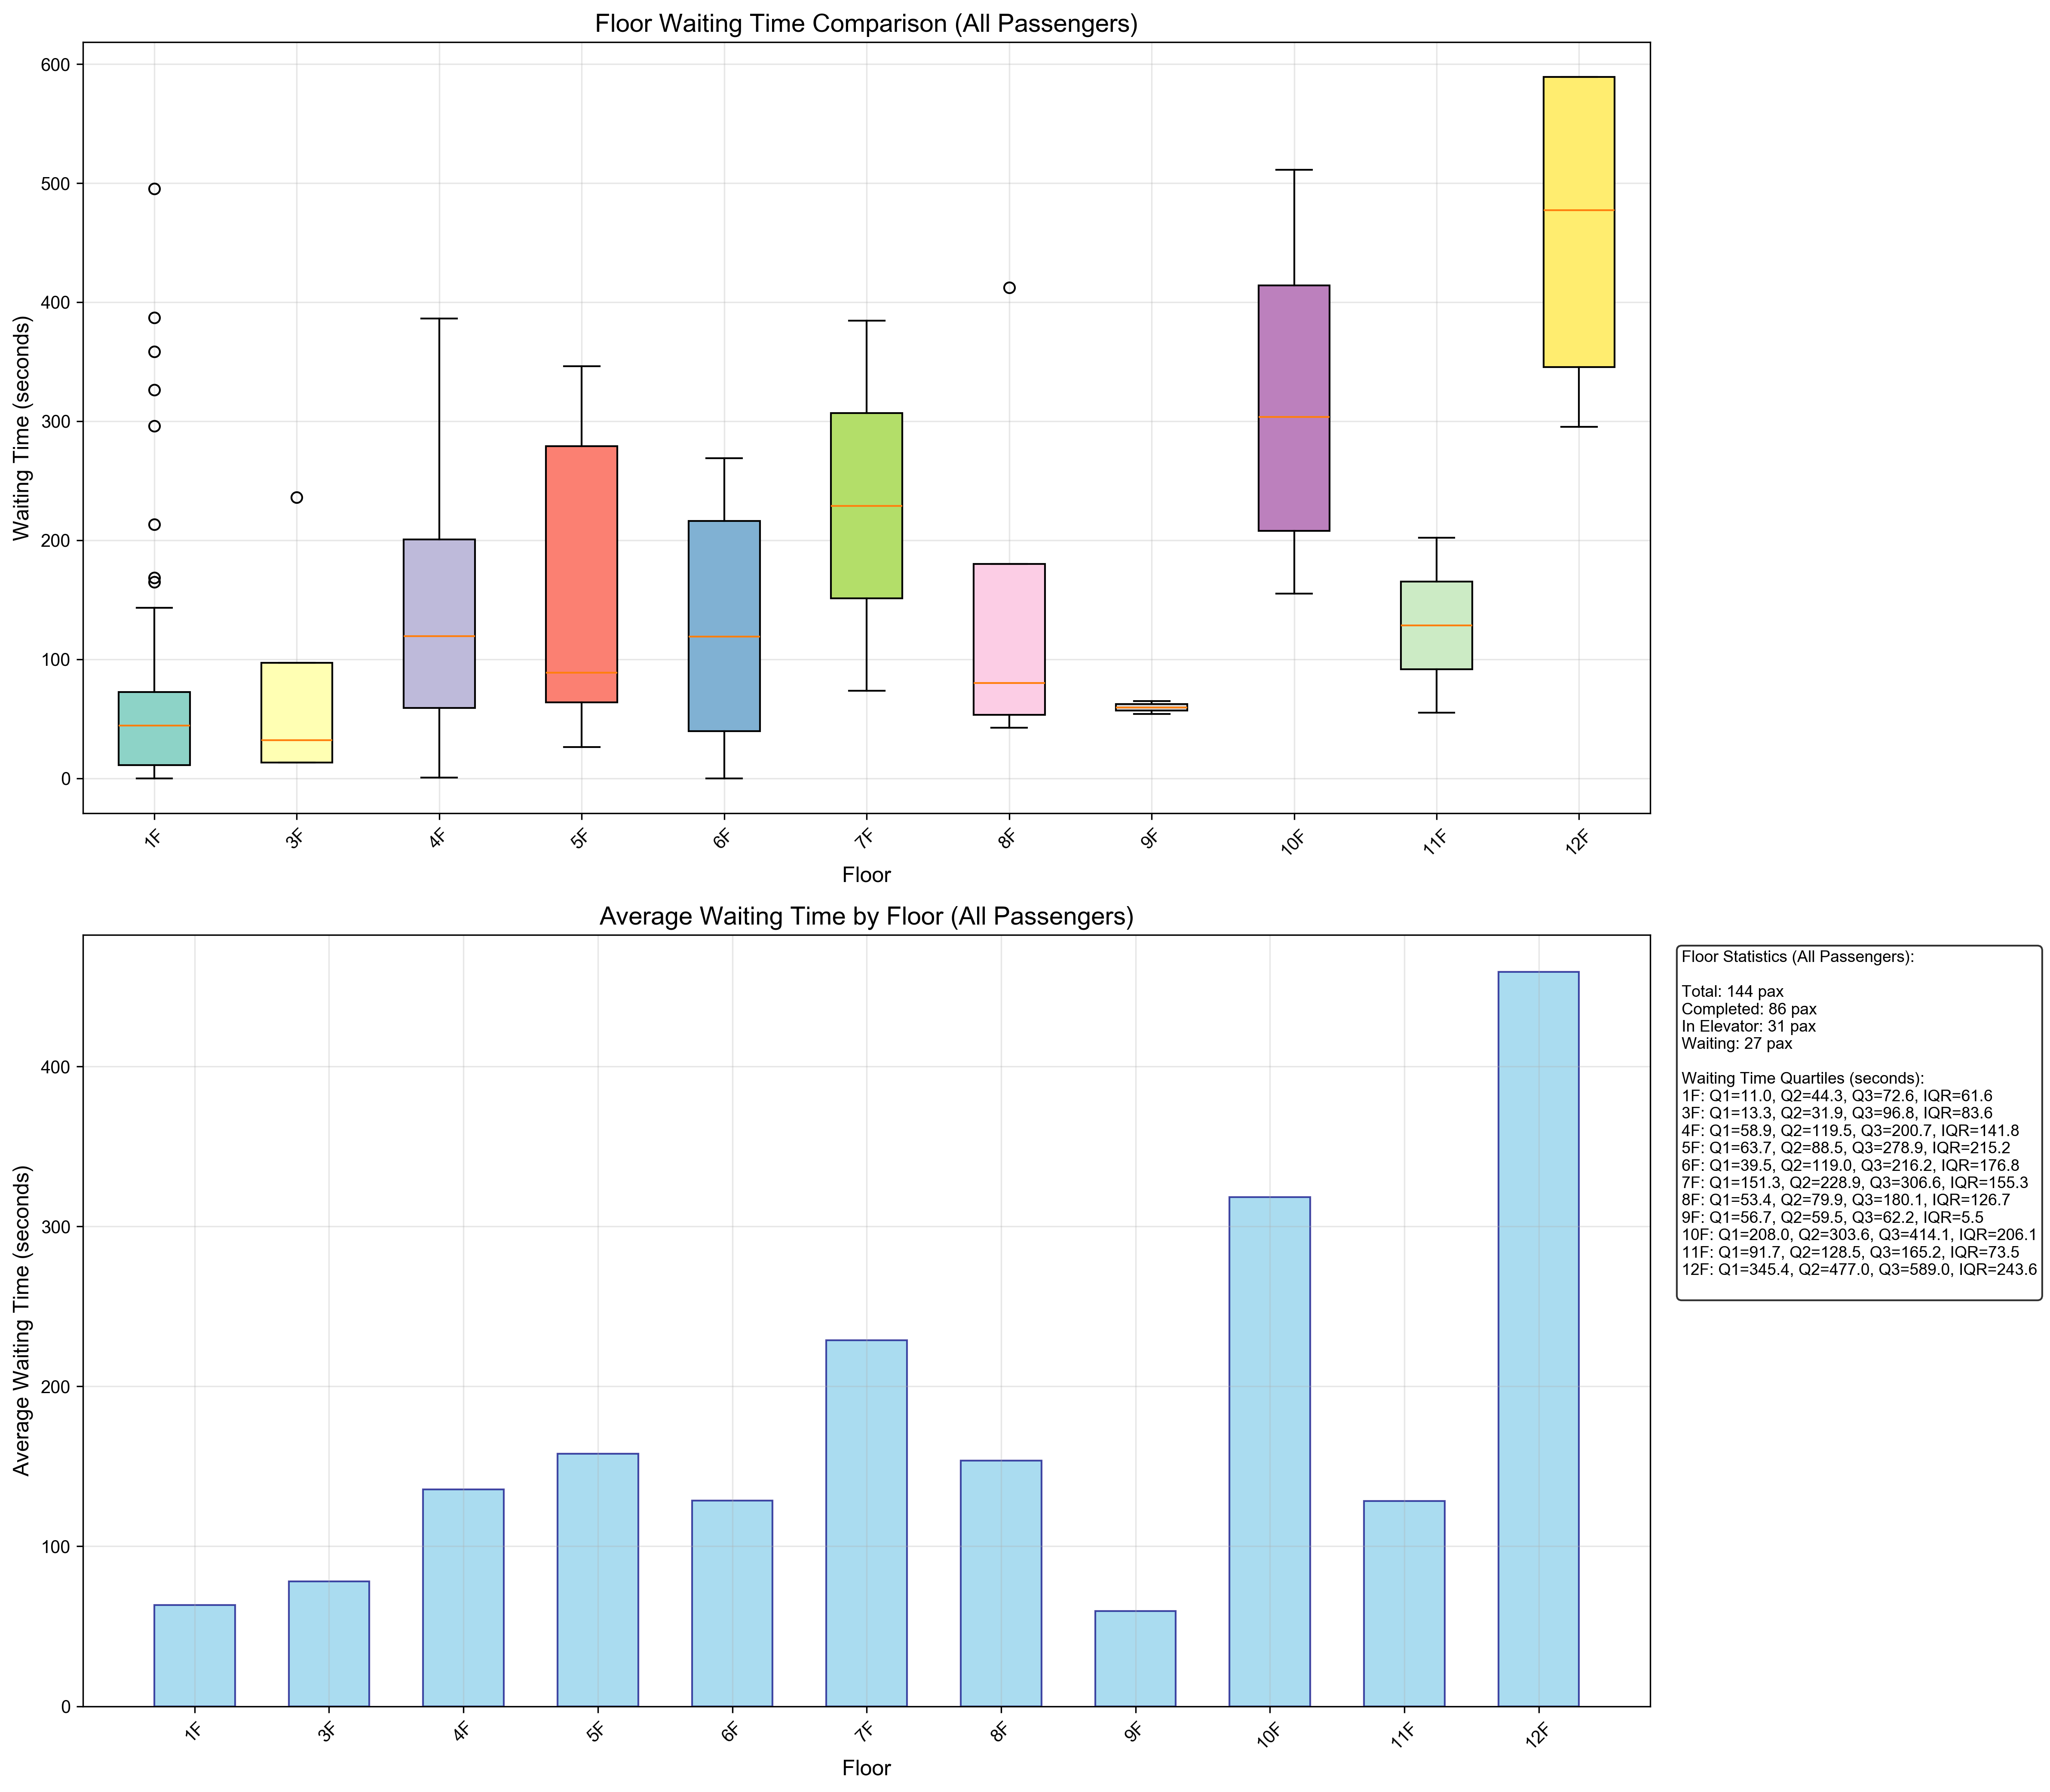 Floor Waiting Time Comparison (All Passengers)
Waiting Time (seconds)
600
500
400
300
200
100
0
1F
3F
4F
5F
6F
7F
8F
9F
10F
11F
12F
Floor
Average Waiting Time by Floor (All Passengers)
Average Waiting Time (seconds)
400
300
200
100
0
1F
3F
4F
5F
6F
7F
8F
9F
10F
11F
12F
Floor
Floor Statistics (All Passengers):
Total: 144 pax
Completed: 86 pax
In Elevator: 31 pax
Waiting: 27 pax
Waiting Time Quartiles (seconds):
1F: Q1=11.0, Q2=44.3, Q3=72.6, IQR=61.6
3F: Q1=13.3, Q2=31.9, Q3=96.8, IQR=83.6
4F: Q1=58.9, Q2=119.5, Q3=200.7, IQR=141.8
5F: Q1=63.7, Q2=88.5, Q3=278.9, IQR=215.2
6F: Q1=39.5, Q2=119.0, Q3=216.2, IQR=176.8
7F: Q1=151.3, Q2=228.9, Q3=306.6, IQR=155.3
8F: Q1=53.4, Q2=79.9, Q3=180.1, IQR=126.7
9F: Q1=56.7, Q2=59.5, Q3=62.2, IQR=5.5
10F: Q1=208.0, Q2=303.6, Q3=414.1, IQR=206.1
11F: Q1=91.7, Q2=128.5, Q3=165.2, IQR=73.5
12F: Q1=345.4, Q2=477.0, Q3=589.0, IQR=243.6